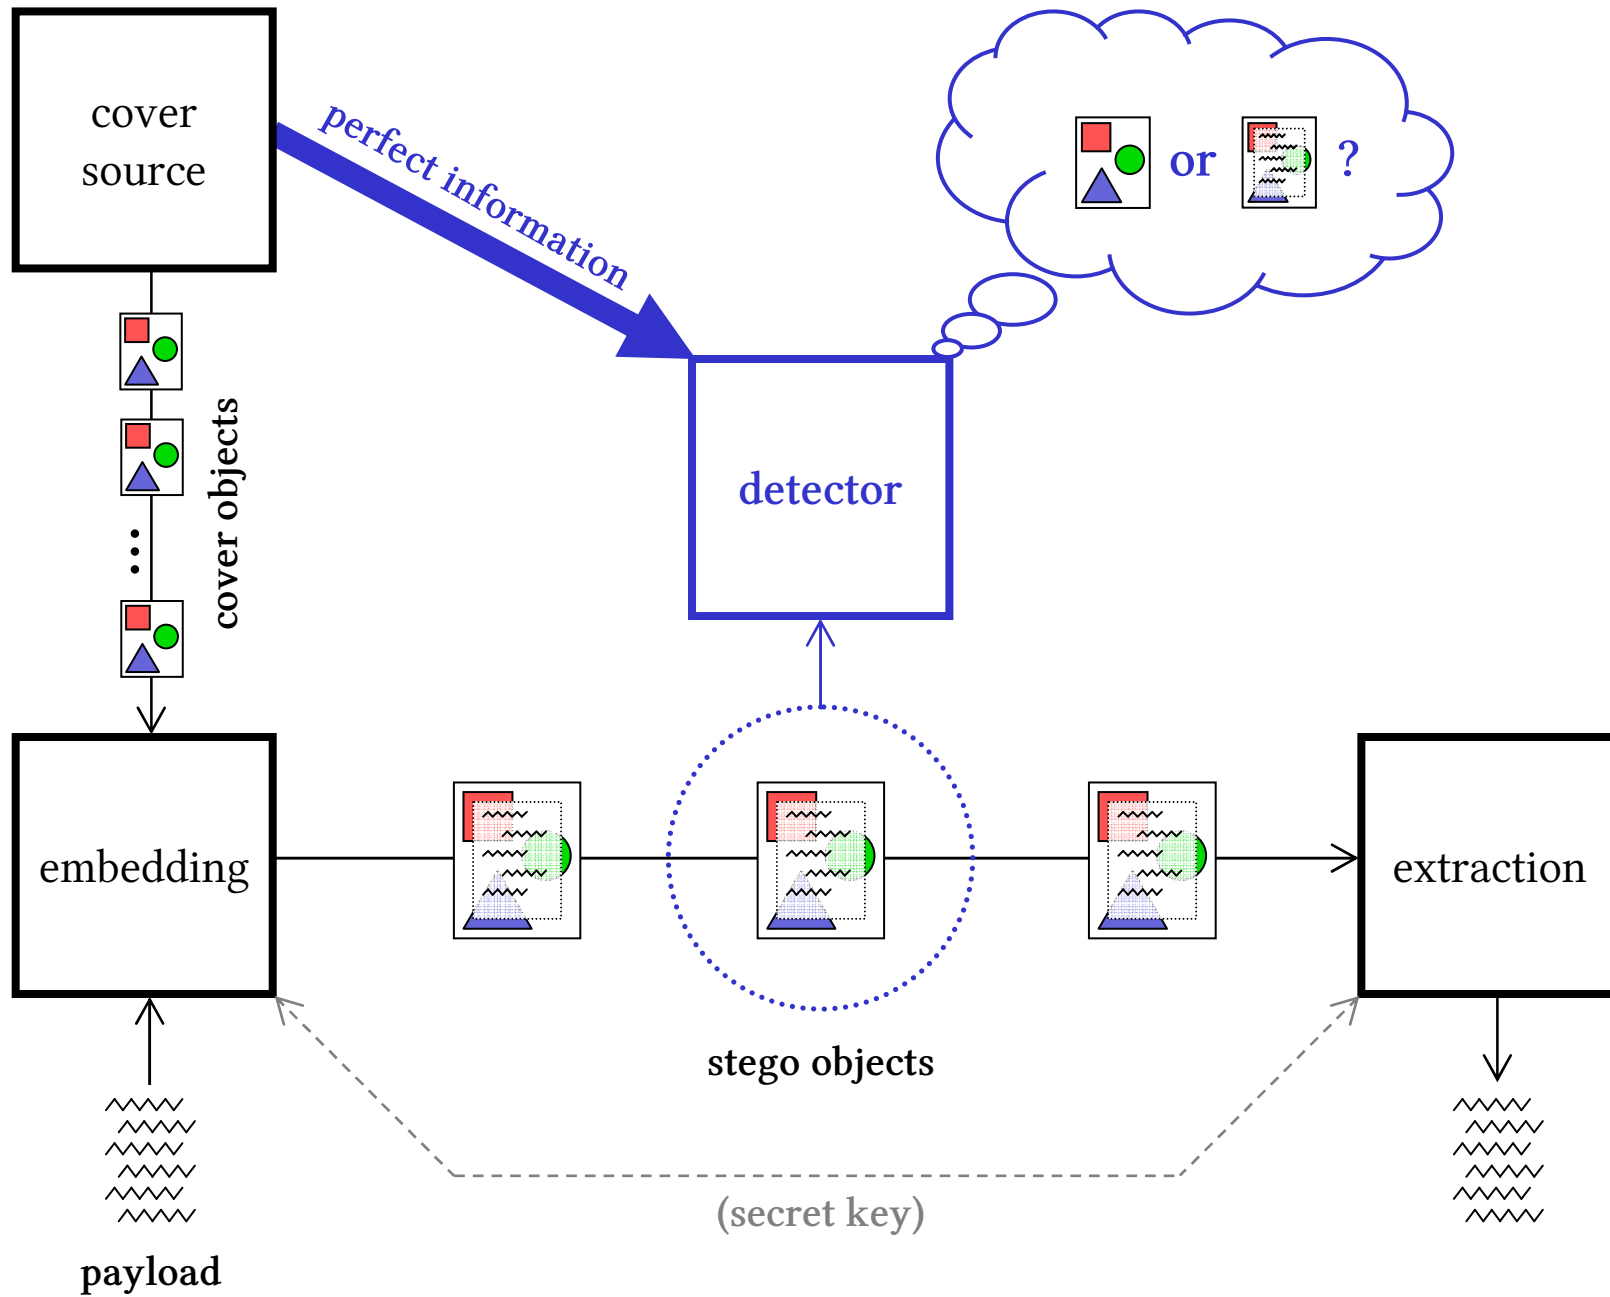 cover
source
perfect information
or
?
cover objects
detector
embedding
extraction
stego objects
(secret key)
payload